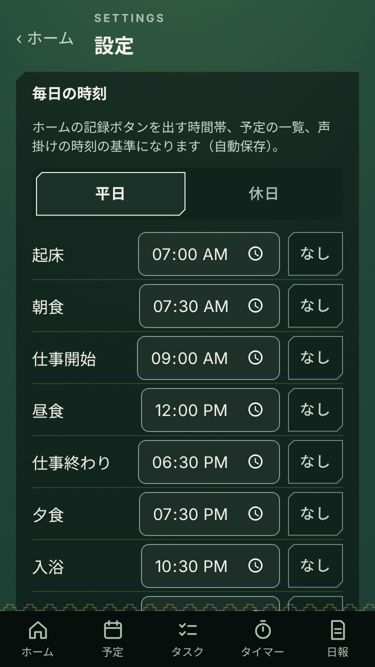 SETTINGS
‹ ホーム
設定
毎日の時刻
ホームの記録ボタンを出す時間帯、予定の一覧、声
掛けの時刻の基準になります（自動保存）。
平日 休日
起床 07:00 AM なし
朝食 07:30 AM なし
仕事開始 09:00 AM なし
昼食 12:00 PM なし
仕事終わり 06:30 PM なし
夕食 07:30 PM なし
入浴 10:30 PM なし
ホーム 予定 タスク タイマー 日報